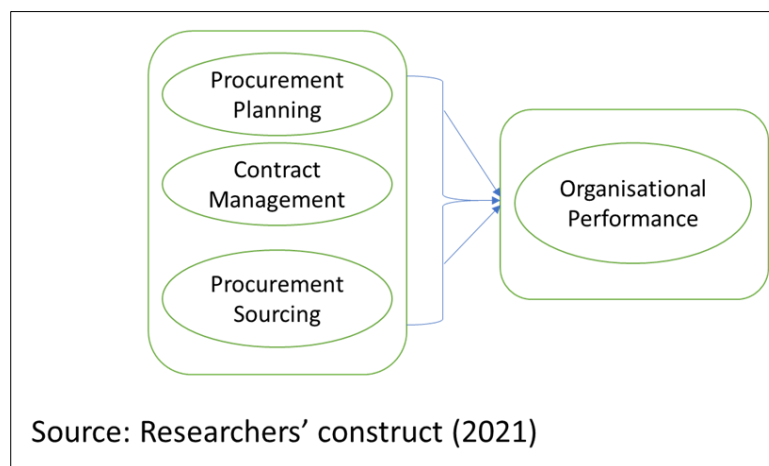 Procurement
Planning
Contract
Management
Procurement
Sourcing
Organisational
Performance
Source: Researchers’ construct (2021)